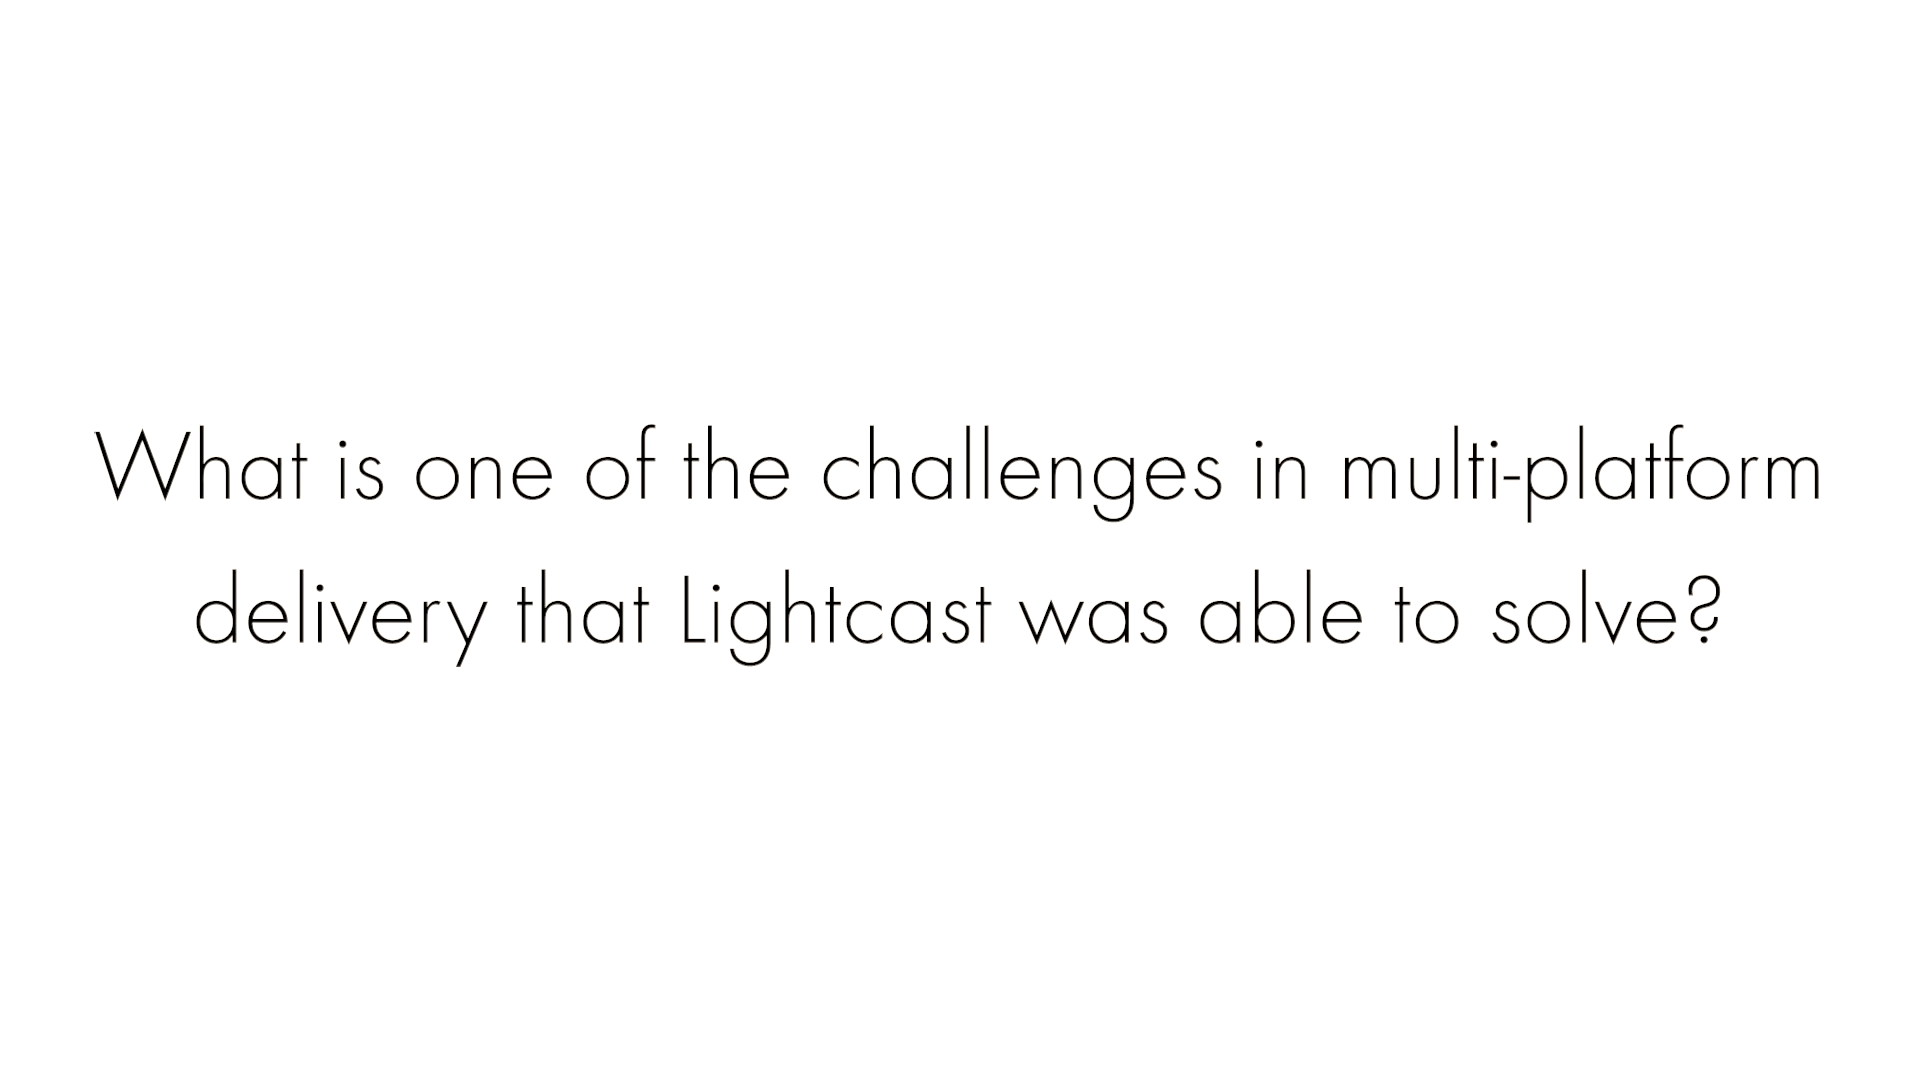 What is one of the challenges in multi-platform
delivery that Lightcast was able to solve?